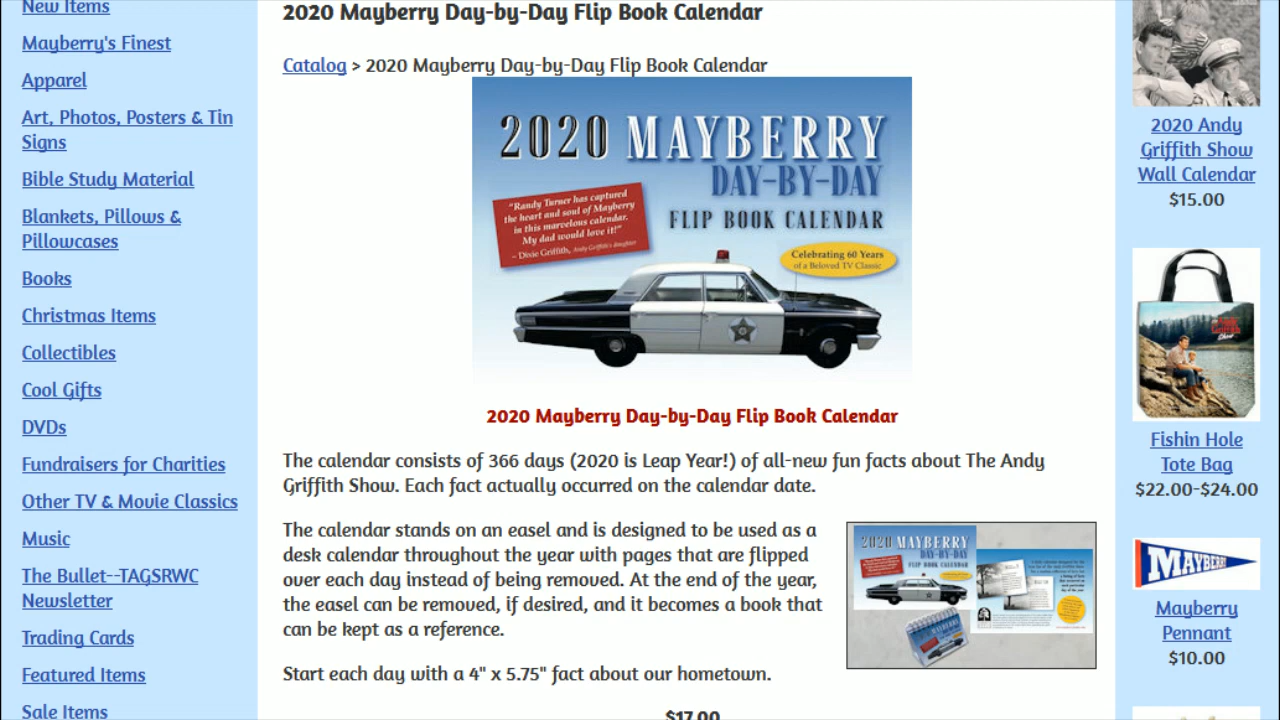 New Items
Mayberry's Finest
Apparel
Art, Photos, Posters & Tin
Signs
Bible Study Material
Blankets, Pillows &
Pillowcases
Books
Christmas Items
Collectibles
Cool Gifts
DVDs
Fundraisers for Charities
Other TV & Movie Classics
Music
The Bullet--TAGSRWC
Newsletter
Trading Cards
Featured Items
Sale Items
2020 Mayberry Day-by-Day Flip Book Calendar
Catalog > 2020 Mayberry Day-by-Day Flip Book Calendar
2020 MAYBERRY
DAY-BY-DAY
FLIP BOOK CALENDAR
"Randy Turner has captured
the heart and soul of Mayberry
in this marvelous calendar.
My dad would love it!"
– Dixie Griffith, Andy Griffith's daughter
Celebrating 60 Years
of a Beloved TV Classic
2020 Mayberry Day-by-Day Flip Book Calendar
The calendar consists of 366 days (2020 is Leap Year!) of all-new fun facts about The Andy
Griffith Show. Each fact actually occurred on the calendar date.
The calendar stands on an easel and is designed to be used as a
desk calendar throughout the year with pages that are flipped
over each day instead of being removed. At the end of the year,
the easel can be removed, if desired, and it becomes a book that
can be kept as a reference.
2020 MAYBERRY
DAY-BY-DAY
FLIP BOOK CALENDAR
Start each day with a 4" x 5.75" fact about our hometown.
$17.00
2020 Andy
Griffith Show
Wall Calendar
$15.00
Fishin Hole
Tote Bag
$22.00-$24.00
MAYBERRY
Mayberry
Pennant
$10.00